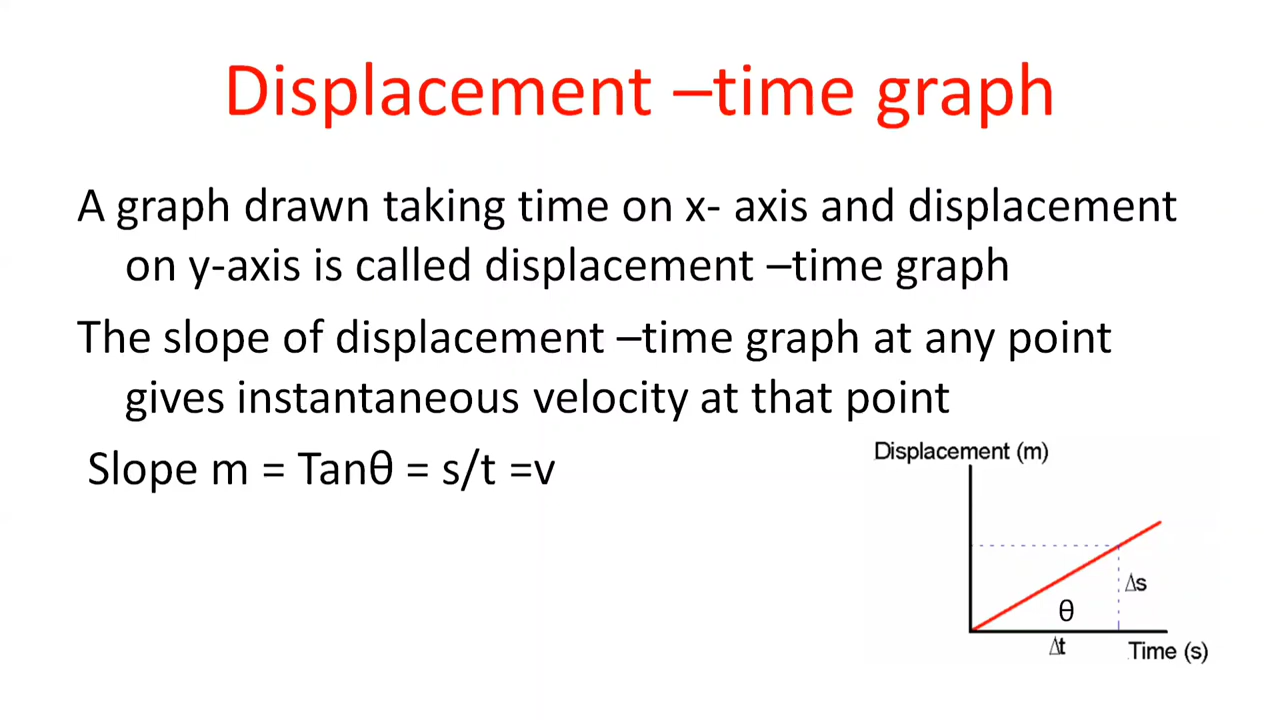 Displacement –time graph
A graph drawn taking time on x- axis and displacement
on y-axis is called displacement –time graph
The slope of displacement –time graph at any point
gives instantaneous velocity at that point
Slope m = Tanθ = s/t =v
Displacement (m)
Δs
θ
Δt
Time (s)